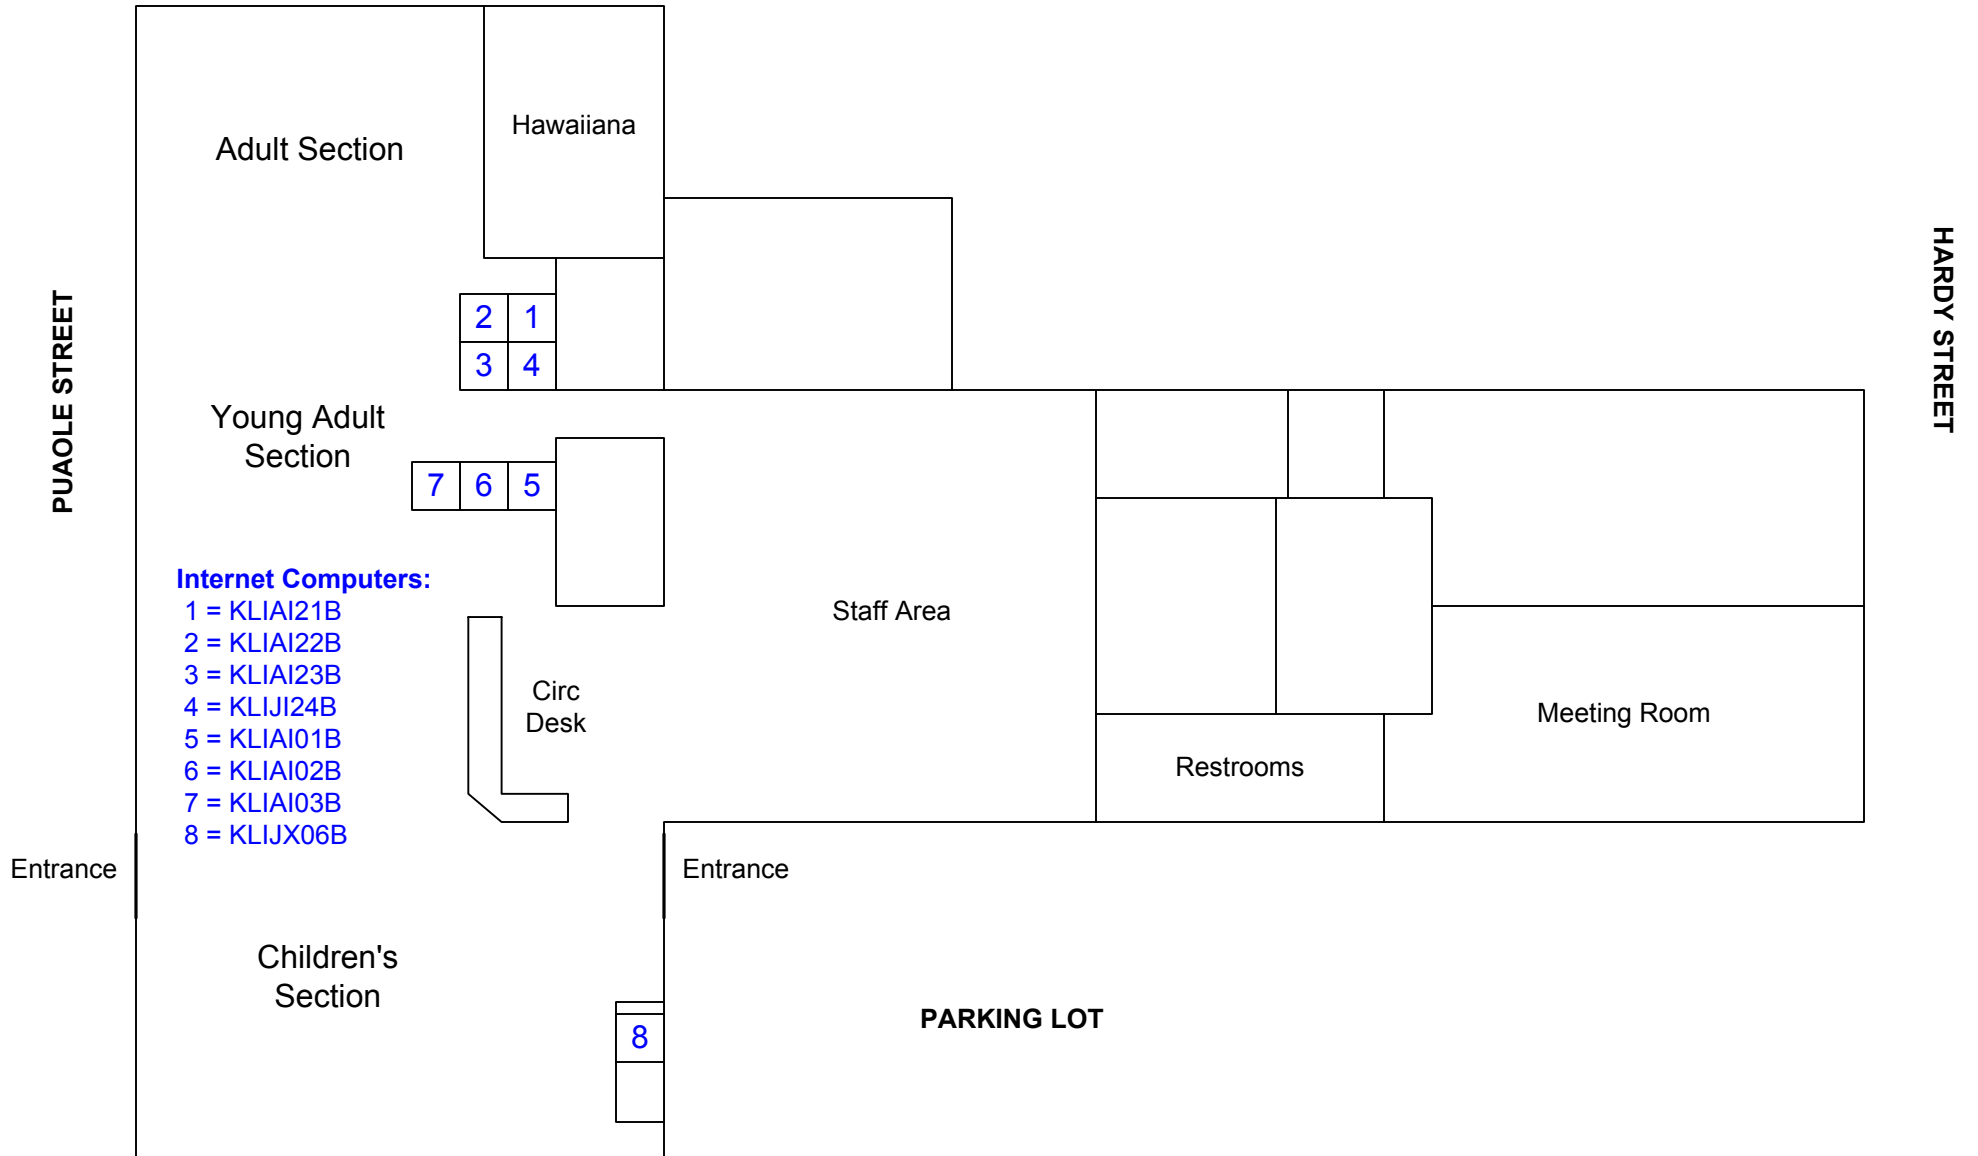 Hawaiiana
Adult Section
HARDY STREET
PUAOLE STREET
2 1
3 4
Young Adult
Section
7 6 5
Internet Computers:
1 = KLIAI21B
2 = KLIAI22B
3 = KLIAI23B
4 = KLIJI24B
5 = KLIAI01B
6 = KLIAI02B
7 = KLIAI03B
8 = KLIJX06B
Staff Area
Circ
Desk
Meeting Room
Restrooms
Entrance
Entrance
Children's
Section
PARKING LOT
8